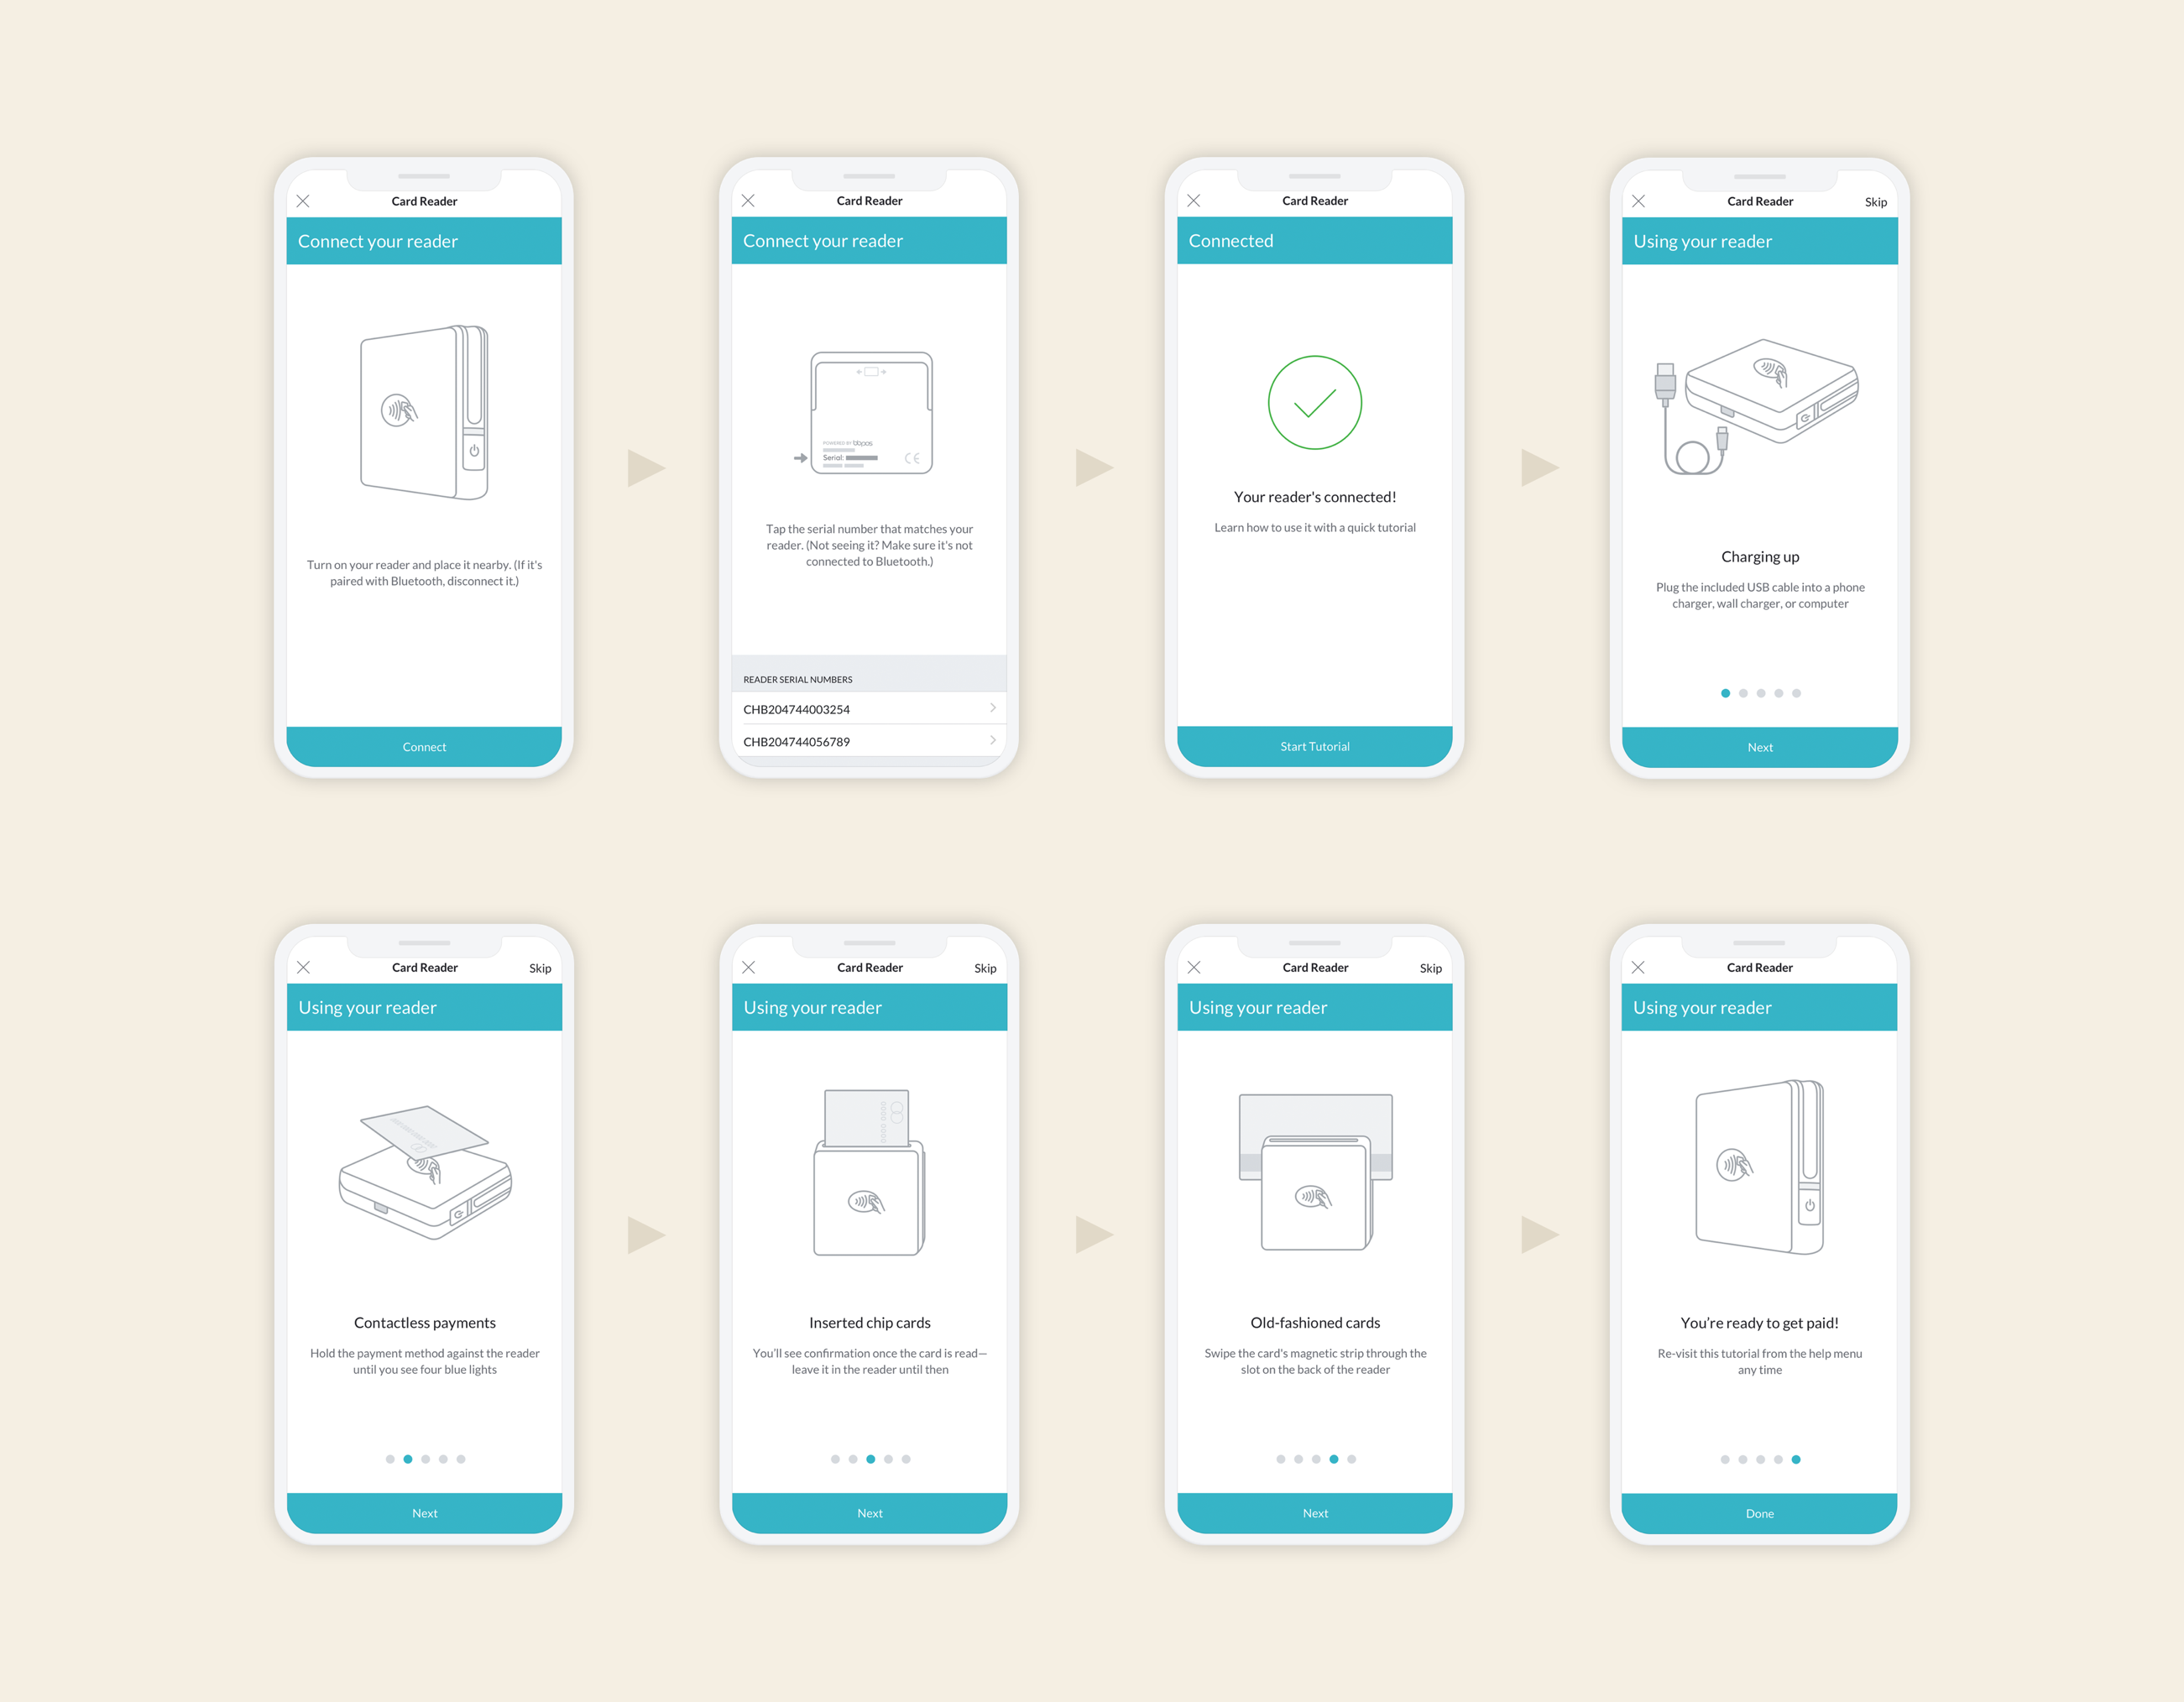 Card Reader
Connect your reader
Turn on your reader and place it nearby. (If it's
paired with Bluetooth, disconnect it.)
Connect
Card Reader
Connect your reader
POWERED BY bbpos
Serial:
CE
Tap the serial number that matches your
reader. (Not seeing it? Make sure it's not
connected to Bluetooth.)
READER SERIAL NUMBERS
CHB204744003254
CHB204744056789
Card Reader
Connected
Your reader's connected!
Learn how to use it with a quick tutorial
Start Tutorial
Card Reader Skip
Using your reader
Charging up
Plug the included USB cable into a phone
charger, wall charger, or computer
Next
Card Reader Skip
Using your reader
Contactless payments
Hold the payment method against the reader
until you see four blue lights
Next
Card Reader Skip
Using your reader
Inserted chip cards
You'll see confirmation once the card is read—
leave it in the reader until then
Next
Card Reader Skip
Using your reader
Old-fashioned cards
Swipe the card's magnetic strip through the
slot on the back of the reader
Next
Card Reader
Using your reader
You're ready to get paid!
Re-visit this tutorial from the help menu
any time
Done